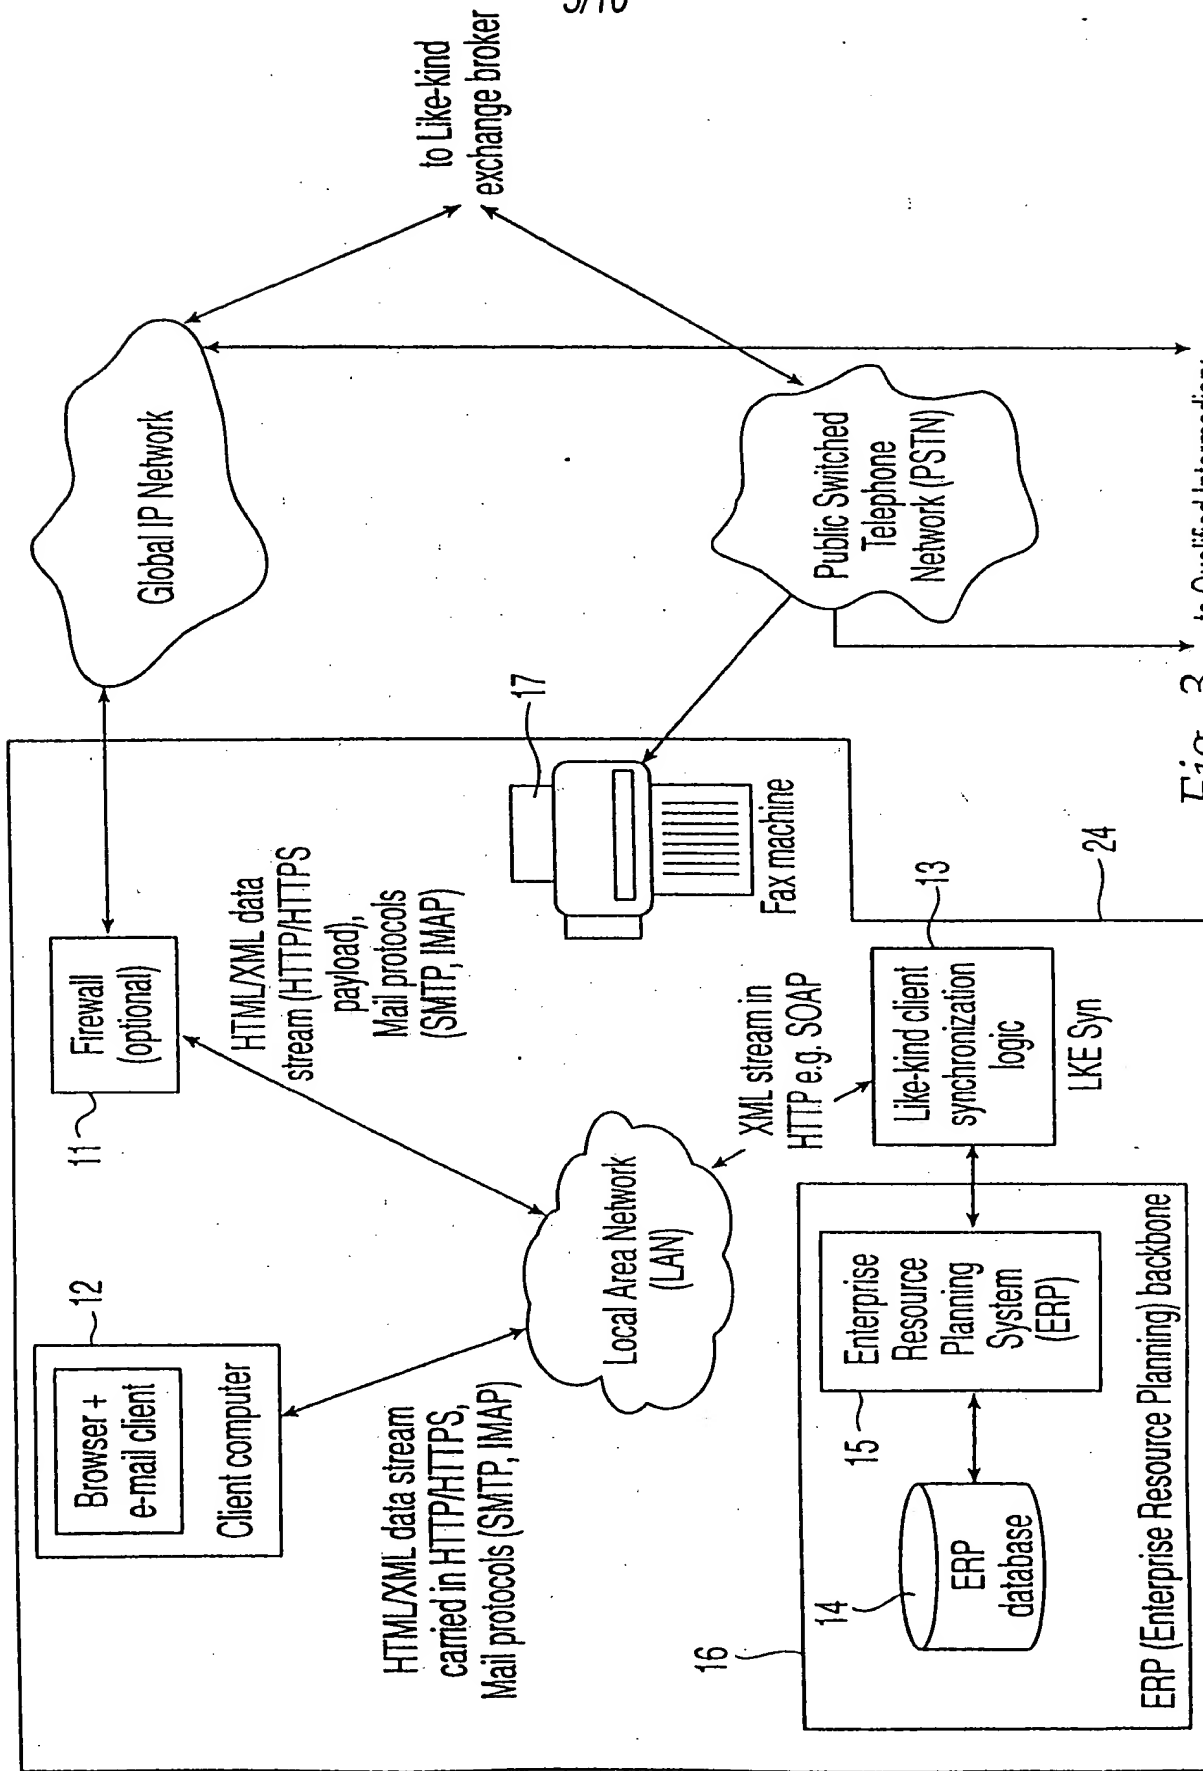 3/10
12
Browser +
e-mail client
Client computer
11
Firewall
(optional)
Global IP Network
to Like-kind
exchange broker
HTML/XML data stream
carried in HTTP/HTTPS,
Mail protocols (SMTP, IMAP)
HTML/XML data
stream (HTTP/HTTPS
payload),
Mail protocols
(SMTP, IMAP)
Local Area Network
(LAN)
17
Fax machine
Public Switched
Telephone
Network (PSTN)
XML stream in
HTTP e.g. SOAP
16
14
ERP
database
15
Enterprise
Resource
Planning
System
(ERP)
ERP (Enterprise Resource Planning) backbone
13
Like-kind client
synchronization
logic
LKE Syn
24
to Qualified Intermediary
Fig. 3